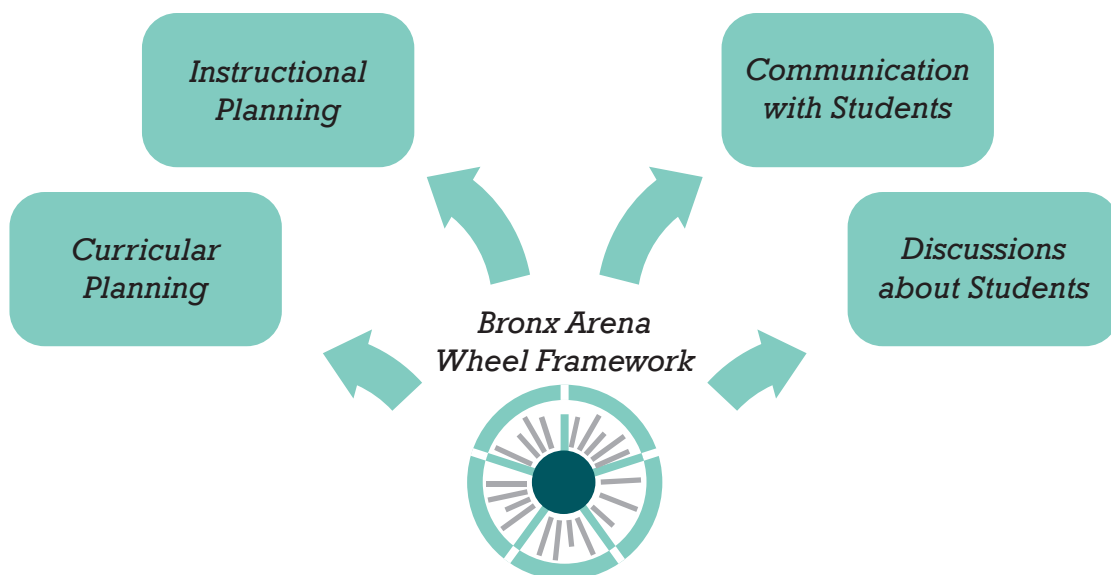 Instructional
Planning
Communication
with Students
Curricular
Planning
Discussions
about Students
Bronx Arena
Wheel Framework